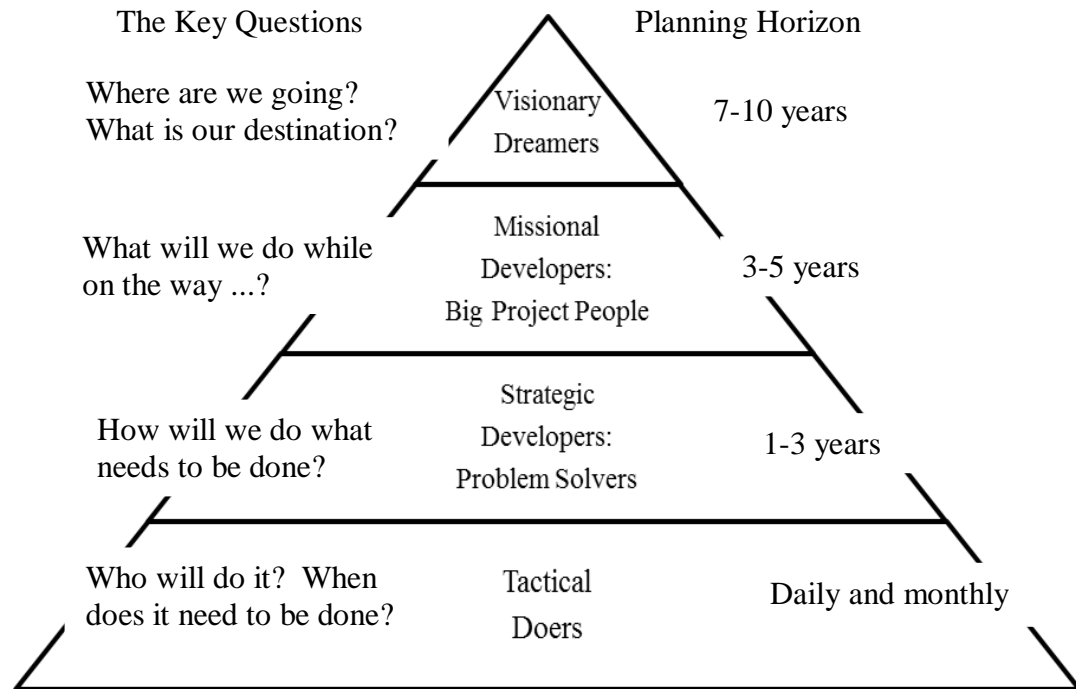 The Key Questions
Planning Horizon
Where are we going?
What is our destination?
Visionary
Dreamers
7-10 years
What will we do while
on the way ...?
Missional
Developers:
Big Project People
3-5 years
How will we do what
needs to be done?
Strategic
Developers:
Problem Solvers
1-3 years
Who will do it?  When
does it need to be done?
Tactical
Doers
Daily and monthly